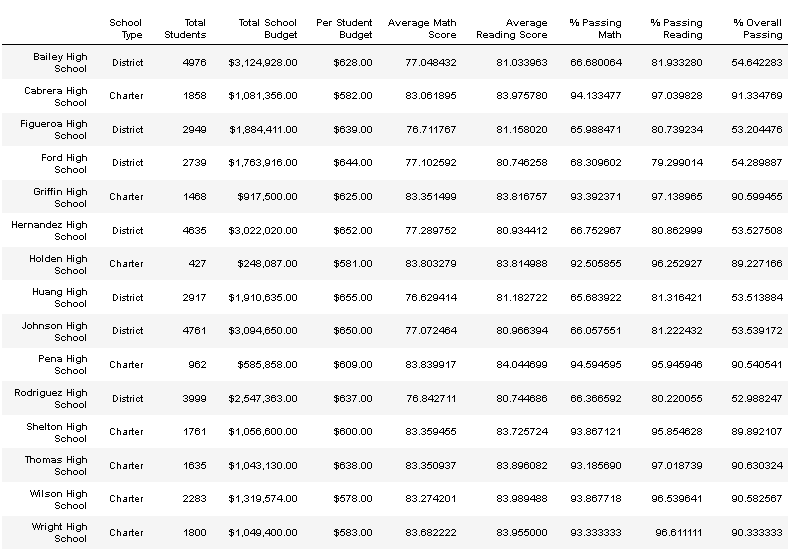 School Type Total Students Total School Budget Per Student Budget Average Math Score Average Reading Score % Passing Math % Passing Reading % Overall Passing
Bailey High School District 4976 $3,124,928.00 $628.00 77.048432 81.033963 66.680064 81.933280 54.642283
Cabrera High School Charter 1858 $1,081,356.00 $582.00 83.061895 83.975780 94.133477 97.039828 91.334769
Figueroa High School District 2949 $1,884,411.00 $639.00 76.711767 81.158020 65.988471 80.739234 53.204476
Ford High School District 2739 $1,763,916.00 $644.00 77.102592 80.746258 68.309602 79.299014 54.289887
Griffin High School Charter 1468 $917,500.00 $625.00 83.351499 83.816757 93.392371 97.138965 90.599455
Hernandez High School District 4635 $3,022,020.00 $652.00 77.289752 80.934412 66.752967 80.862999 53.527508
Holden High School Charter 427 $248,087.00 $581.00 83.803279 83.814988 92.505855 96.252927 89.227166
Huang High School District 2917 $1,910,635.00 $655.00 76.629414 81.182722 65.683922 81.316421 53.513884
Johnson High School District 4761 $3,094,650.00 $650.00 77.072464 80.966394 66.057551 81.222432 53.539172
Pena High School Charter 962 $585,858.00 $609.00 83.839917 84.044699 94.594595 95.945946 90.540541
Rodriguez High School District 3999 $2,547,363.00 $637.00 76.842711 80.744686 66.366592 80.220055 52.988247
Shelton High School Charter 1761 $1,056,600.00 $600.00 83.359455 83.725724 93.867121 95.854628 89.892107
Thomas High School Charter 1635 $1,043,130.00 $638.00 83.350937 83.896082 93.185690 97.018739 90.630324
Wilson High School Charter 2283 $1,319,574.00 $578.00 83.274201 83.989488 93.867718 96.539641 90.582567
Wright High School Charter 1800 $1,049,400.00 $583.00 83.682222 83.955000 93.333333 96.611111 90.333333